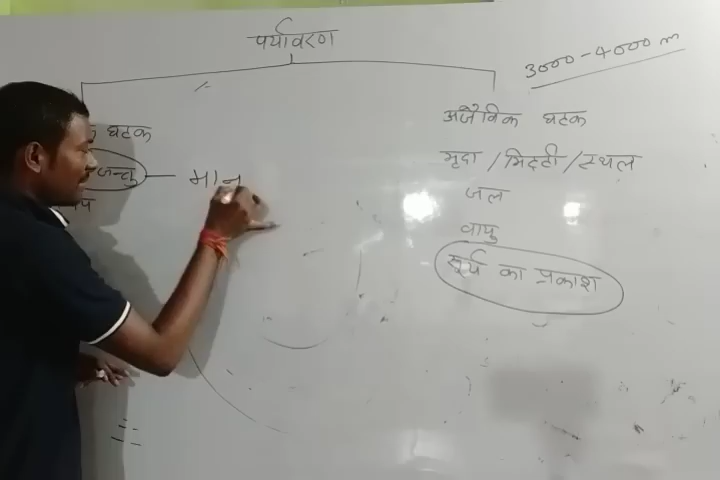 पर्यावरण
3000-4000 m
घटक
जन्तु — मान
अजैविक घटक
मृदा/मिट्टी/स्थल
जल
वायु
सूर्य का प्रकाश